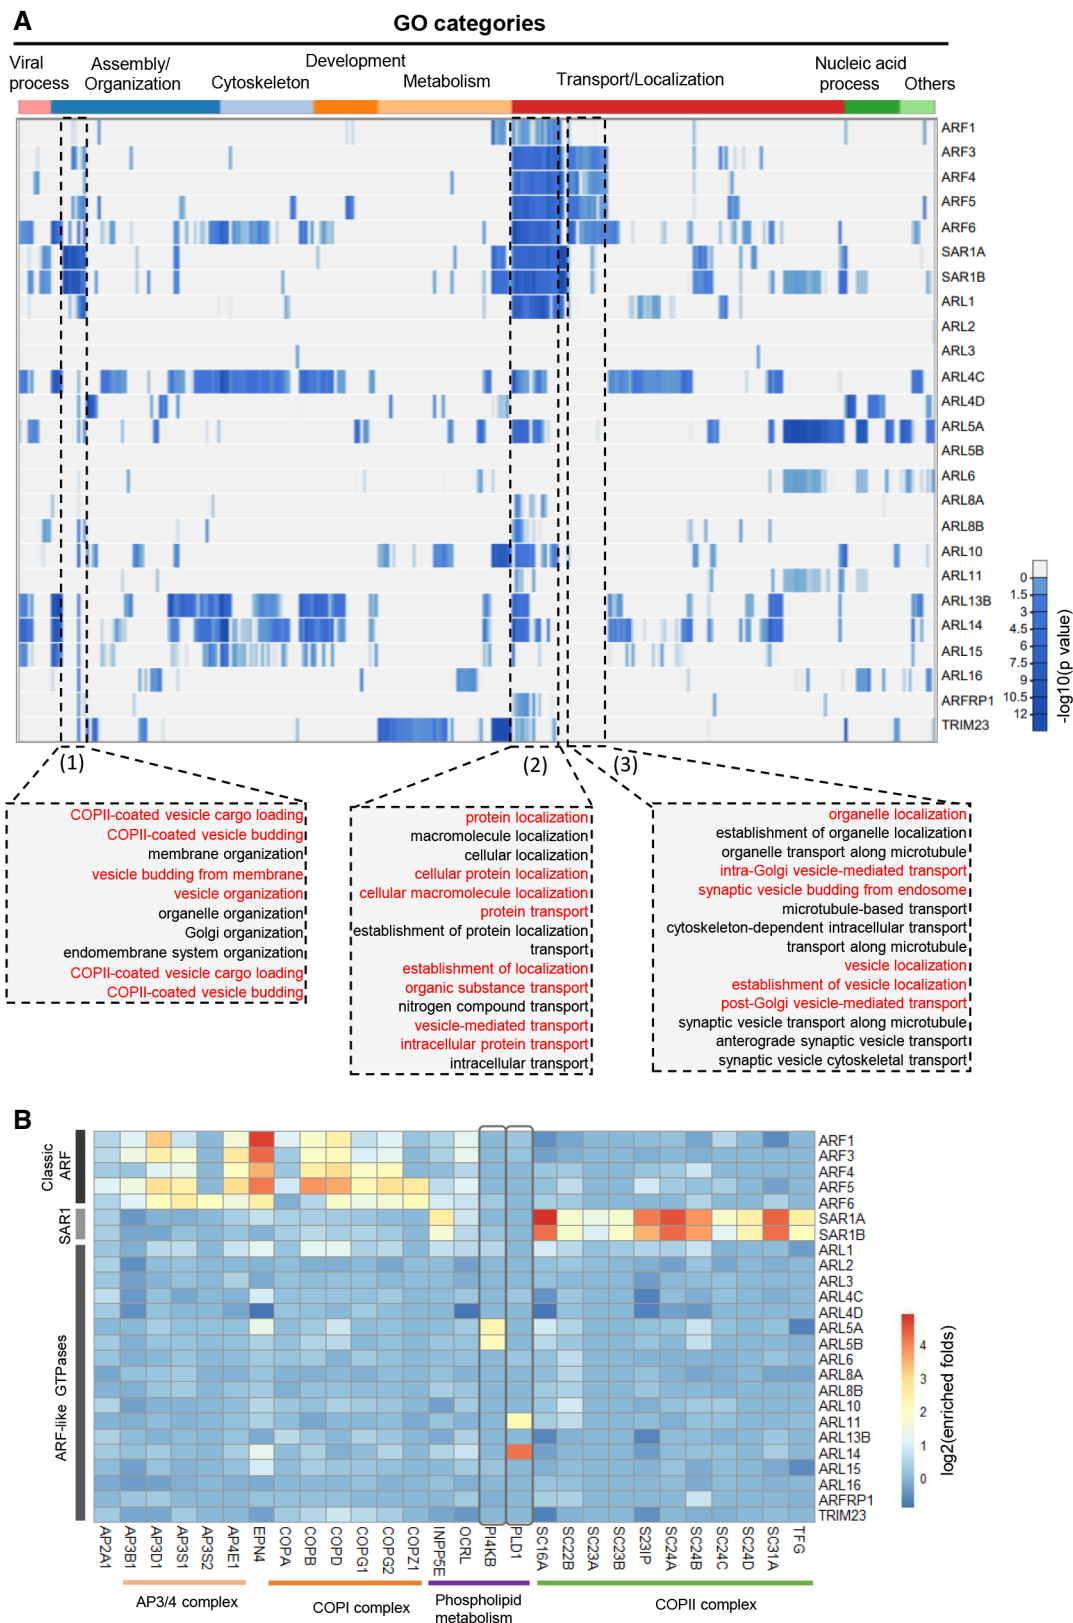 A
GO categories
Viral process
Assembly/ Organization
Cytoskeleton
Development
Metabolism
Transport/Localization
Nucleic acid process
Others
ARF1
ARF3
ARF4
ARF5
ARF6
SAR1A
SAR1B
ARL1
ARL2
ARL3
ARL4C
ARL4D
ARL5A
ARL5B
ARL6
ARL8A
ARL8B
ARL10
ARL11
ARL13B
ARL14
ARL15
ARL16
ARFRP1
TRIM23
0
1.5
3
4.5
6
7.5
9
10.5
12
-log10(p value)
(1)
(2)
(3)
COPII-coated vesicle cargo loading
COPII-coated vesicle budding
membrane organization
vesicle budding from membrane
vesicle organization
organelle organization
Golgi organization
endomembrane system organization
COPII-coated vesicle cargo loading
COPII-coated vesicle budding
protein localization
macromolecule localization
cellular localization
cellular protein localization
cellular macromolecule localization
protein transport
establishment of protein localization
transport
establishment of localization
organic substance transport
nitrogen compound transport
vesicle-mediated transport
intracellular protein transport
intracellular transport
organelle localization
establishment of organelle localization
organelle transport along microtubule
intra-Golgi vesicle-mediated transport
synaptic vesicle budding from endosome
microtubule-based transport
cytoskeleton-dependent intracellular transport
transport along microtubule
vesicle localization
establishment of vesicle localization
post-Golgi vesicle-mediated transport
synaptic vesicle transport along microtubule
anterograde synaptic vesicle transport
synaptic vesicle cytoskeletal transport
B
Classic ARF
SAR1
ARF-like GTPases
ARF1
ARF3
ARF4
ARF5
ARF6
SAR1A
SAR1B
ARL1
ARL2
ARL3
ARL4C
ARL4D
ARL5A
ARL5B
ARL6
ARL8A
ARL8B
ARL10
ARL11
ARL13B
ARL14
ARL15
ARL16
ARFRP1
TRIM23
4
3
2
1
0
log2(enriched folds)
AP2A1
AP3B1
AP3D1
AP3S1
AP3S2
AP4E1
EPN4
COPA
COPB
COPD
COPG1
COPG2
COPZ1
INPP5E
OCRL
PI4KB
PLD1
SC16A
SC22B
SC23A
SC23B
S23IP
SC24A
SC24B
SC24C
SC24D
SC31A
TFG
AP3/4 complex
COPI complex
Phospholipid metabolism
COPII complex